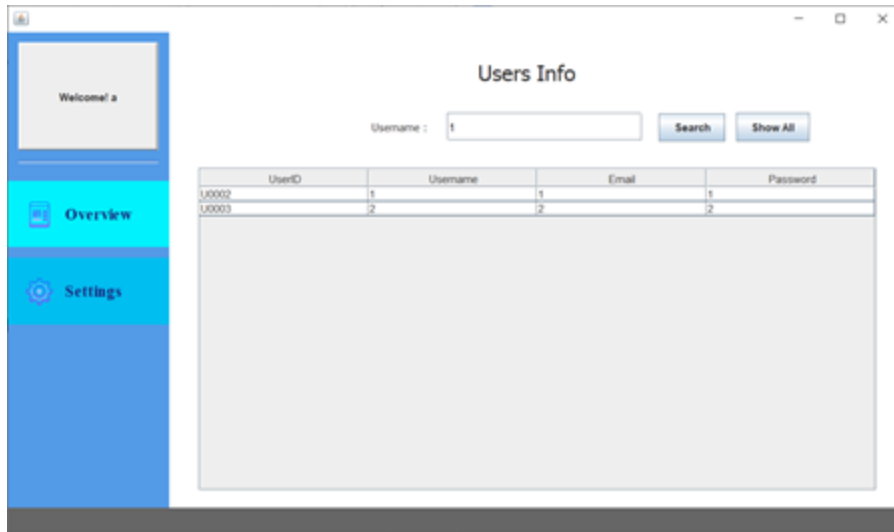 Welcome! a
Overview
Settings
Users Info
Username :
1
Search
Show All
UserID Username Email Password
U0002 1 1 1
U0003 2 2 2